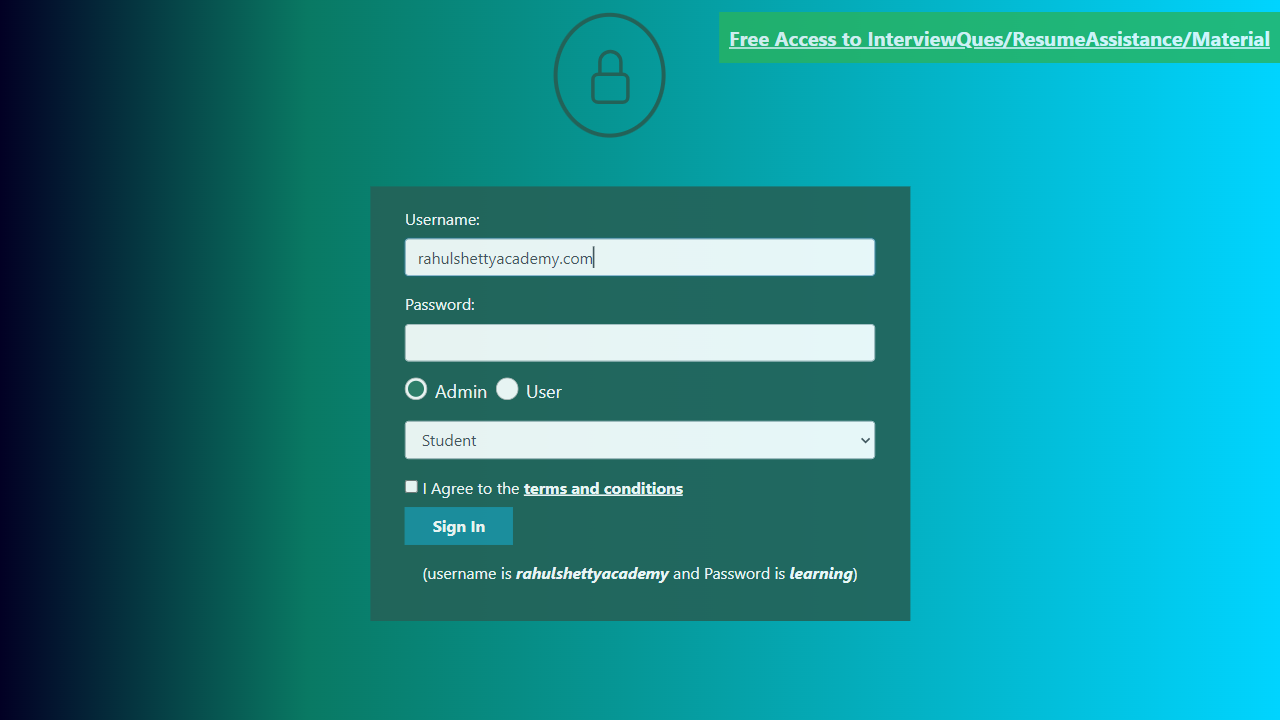 Free Access to InterviewQues/ResumeAssistance/Material
Username:
rahulshettyacademy.com
Password:
Admin User
Student
I Agree to the terms and conditions
Sign In
(username is rahulshettyacademy and Password is learning)